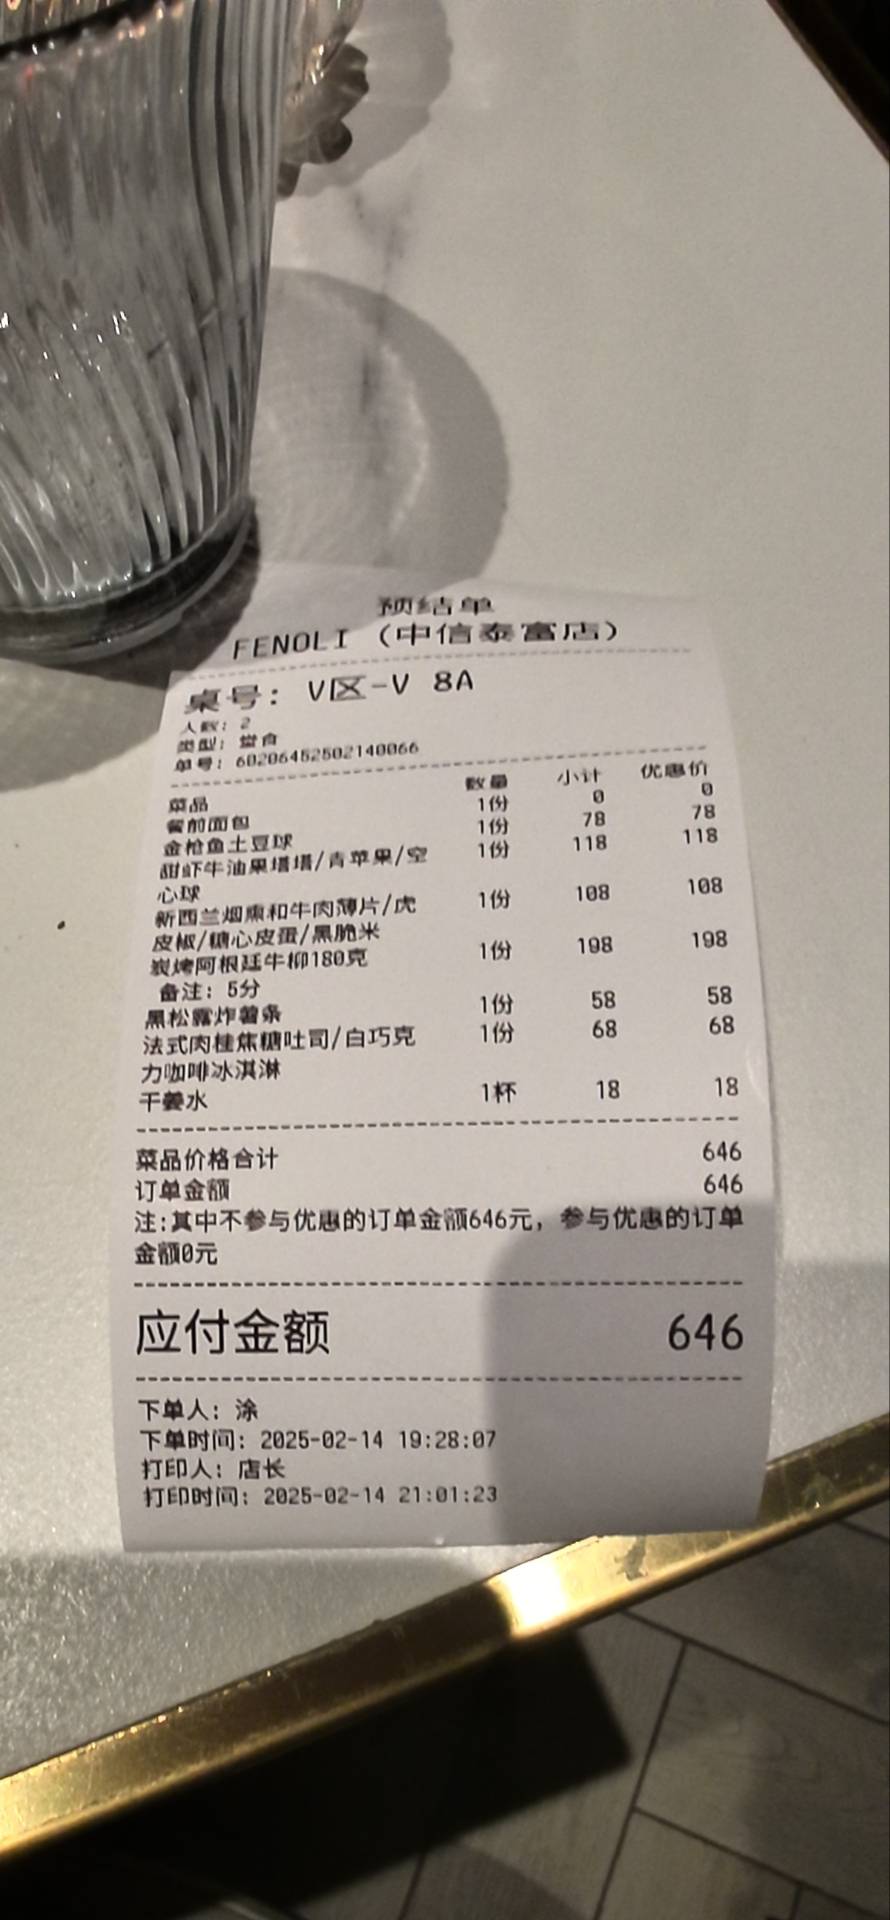 预结单
FENOLI (中信泰富店)
桌号: V区-V 8A
人数: 2
类型: 堂食
单号: 60206452502140066
菜品 数量 小计 优惠价
餐前面包 1份 0 0
金枪鱼土豆球 1份 78 78
甜虾牛油果塔塔/青苹果/空 1份 118 118
心球
新西兰烟熏和牛肉薄片/虎 1份 108 108
皮椒/糖心皮蛋/黑脆米
炭烤阿根廷牛柳180克 1份 198 198
备注: 5分
黑松露炸薯条 1份 58 58
法式肉桂焦糖吐司/白巧克 1份 68 68
力咖啡冰淇淋
干姜水 1杯 18 18
菜品价格合计 646
订单金额 646
注:其中不参与优惠的订单金额646元, 参与优惠的订单
金额0元
应付金额 646
下单人: 涂
下单时间: 2025-02-14 19:28:07
打印人: 店长
打印时间: 2025-02-14 21:01:23